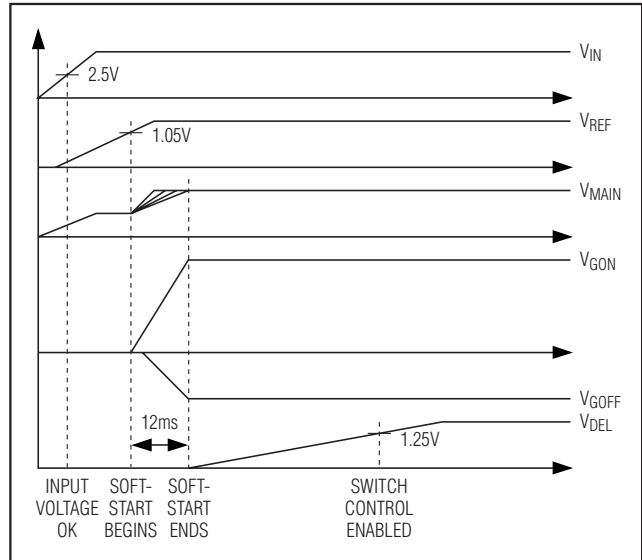 V_IN
2.5V
V_REF
1.05V
V_MAIN
V_GON
V_GOFF
12ms
V_DEL
1.25V
INPUT
VOLTAGE
OK
SOFT-
START
BEGINS
SOFT-
START
ENDS
SWITCH
CONTROL
ENABLED